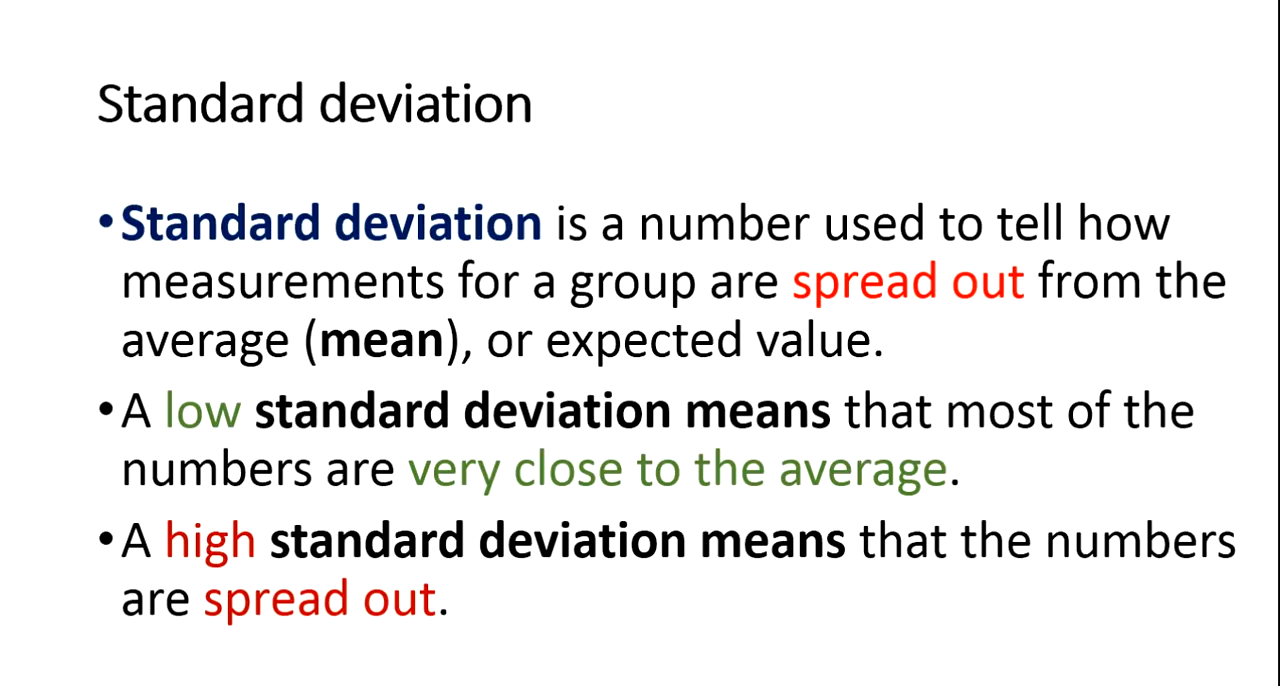 Standard deviation
•Standard deviation is a number used to tell how
measurements for a group are spread out from the
average (mean), or expected value.
•A low standard deviation means that most of the
numbers are very close to the average.
•A high standard deviation means that the numbers
are spread out.